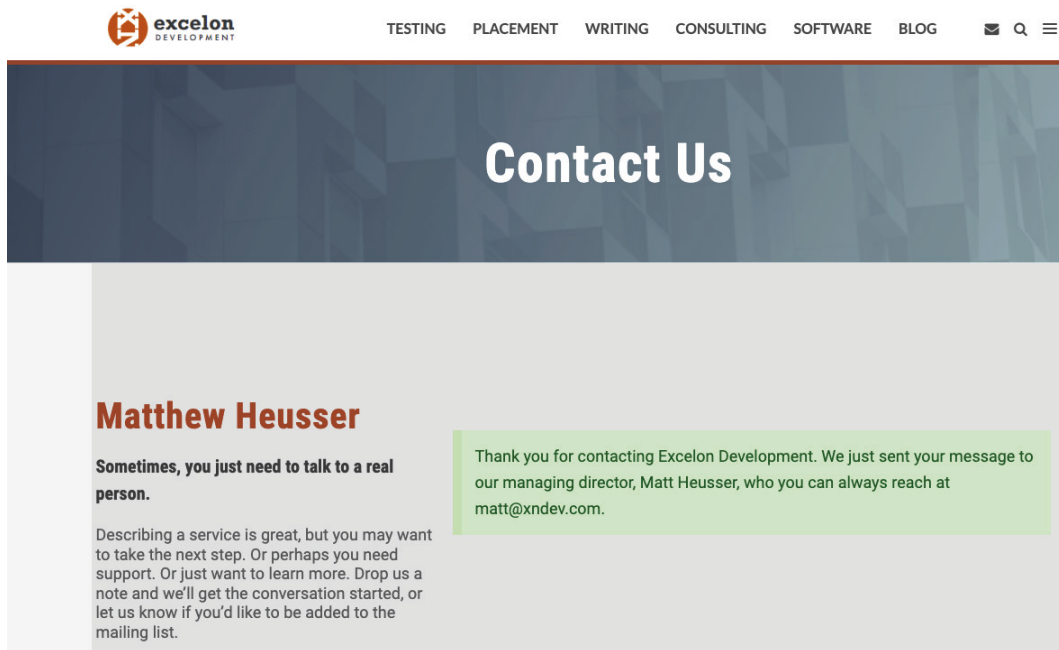 excelon
DEVELOPMENT
TESTING PLACEMENT WRITING CONSULTING SOFTWARE BLOG
Contact Us
Matthew Heusser
Sometimes, you just need to talk to a real
person.
Describing a service is great, but you may want
to take the next step. Or perhaps you need
support. Or just want to learn more. Drop us a
note and we’ll get the conversation started, or
let us know if you’d like to be added to the
mailing list.
Thank you for contacting Excelon Development. We just sent your message to
our managing director, Matt Heusser, who you can always reach at
matt@xndev.com.